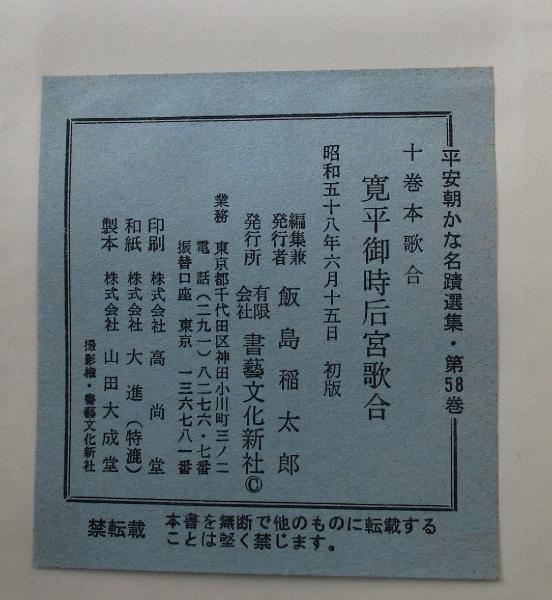 平安朝かな名蹟選集・第58巻
十巻本歌合
寛平御時后宮歌合
昭和五十八年六月十五日 初版
編集兼発行者 飯島稲太郎
発行所 有限会社 書藝文化新社©
業務 東京都千代田区神田小川町三ノ二
電話(二九一)八二七六・七番
振替口座 東京 一三六七八一番
印刷 株式会社 高尚堂
和紙 株式会社 大進(特漉)
製本 株式会社 山田大成堂
撮影権・書藝文化新社
禁転載 本書を無断で他のものに転載する
ことは堅く禁じます。